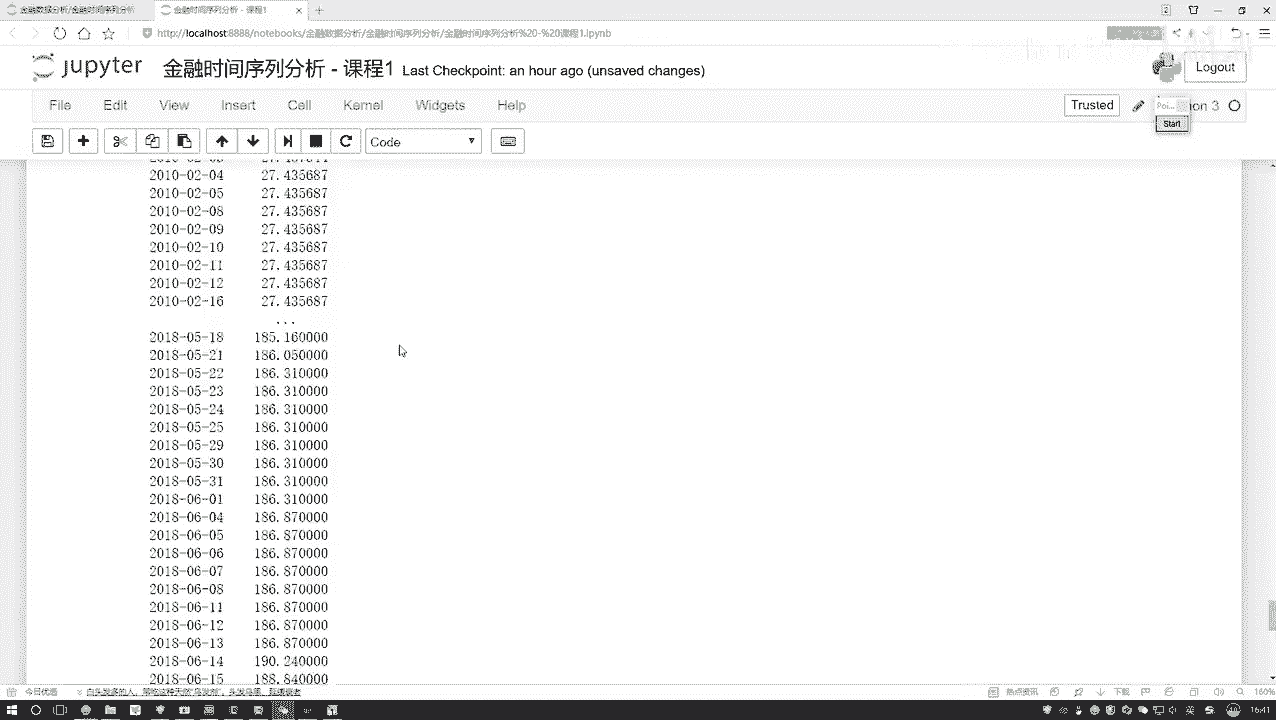 金融时间序列分析/金融时间序列分析
金融时间序列分析 - 课程1
http://localhost:8888/notebooks/金融数据分析/金融时间序列分析/金融时间序列分析%20-%20课程1.ipynb
jupyter 金融时间序列分析 - 课程1 Last Checkpoint: an hour ago (unsaved changes)
Logout
File Edit View Insert Cell Kernel Widgets Help
Trusted
Start
Code
2010-02-04 27.435687
2010-02-05 27.435687
2010-02-08 27.435687
2010-02-09 27.435687
2010-02-10 27.435687
2010-02-11 27.435687
2010-02-12 27.435687
2010-02-16 27.435687
...
2018-05-18 185.160000
2018-05-21 186.050000
2018-05-22 186.310000
2018-05-23 186.310000
2018-05-24 186.310000
2018-05-25 186.310000
2018-05-29 186.310000
2018-05-30 186.310000
2018-05-31 186.310000
2018-06-01 186.310000
2018-06-04 186.870000
2018-06-05 186.870000
2018-06-06 186.870000
2018-06-07 186.870000
2018-06-08 186.870000
2018-06-11 186.870000
2018-06-12 186.870000
2018-06-13 186.870000
2018-06-14 190.240000
2018-06-15 188.840000
今日优选
热点资讯
下载
160%
16:41